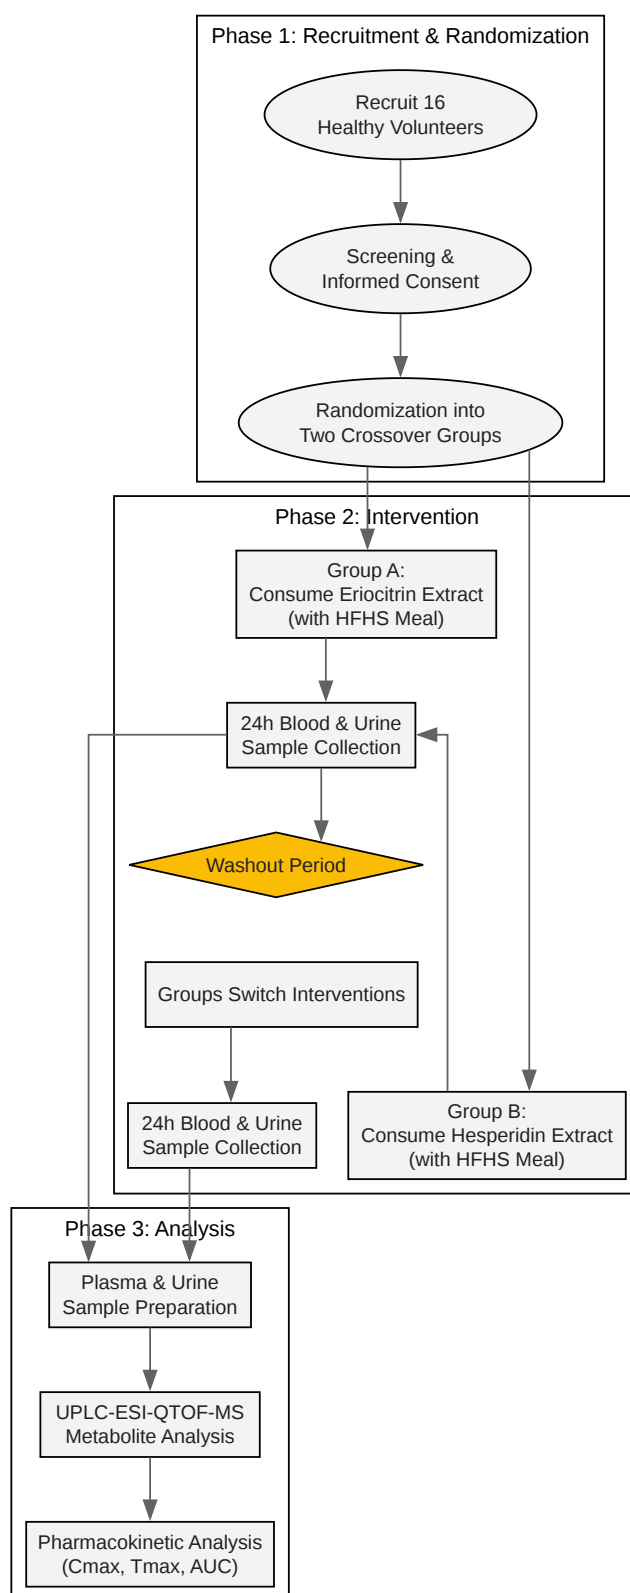 Phase 1: Recruitment & Randomization
Recruit 16
Healthy Volunteers
Screening &
Informed Consent
Randomization into
Two Crossover Groups
Phase 2: Intervention
Group A:
Consume Eriocitrin Extract
(with HFHS Meal)
24h Blood & Urine
Sample Collection
Washout Period
Groups Switch Interventions
24h Blood & Urine
Sample Collection
Group B:
Consume Hesperidin Extract
(with HFHS Meal)
Phase 3: Analysis
Plasma & Urine
Sample Preparation
UPLC-ESI-QTOF-MS
Metabolite Analysis
Pharmacokinetic Analysis
(Cmax, Tmax, AUC)